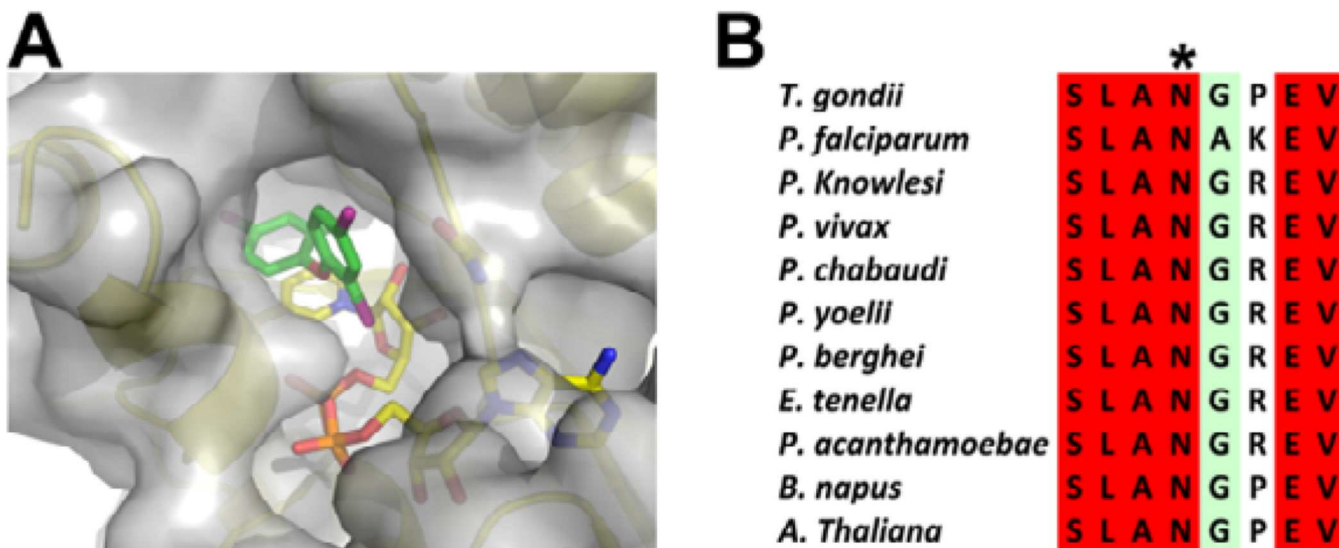 A
B
*
T. gondii S L A N G P E V
P. falciparum S L A N A K E V
P. Knowlesi S L A N G R E V
P. vivax S L A N G R E V
P. chabaudi S L A N G R E V
P. yoelii S L A N G R E V
P. berghei S L A N G R E V
E. tenella S L A N G R E V
P. acanthamoebae S L A N G R E V
B. napus S L A N G P E V
A. Thaliana S L A N G P E V